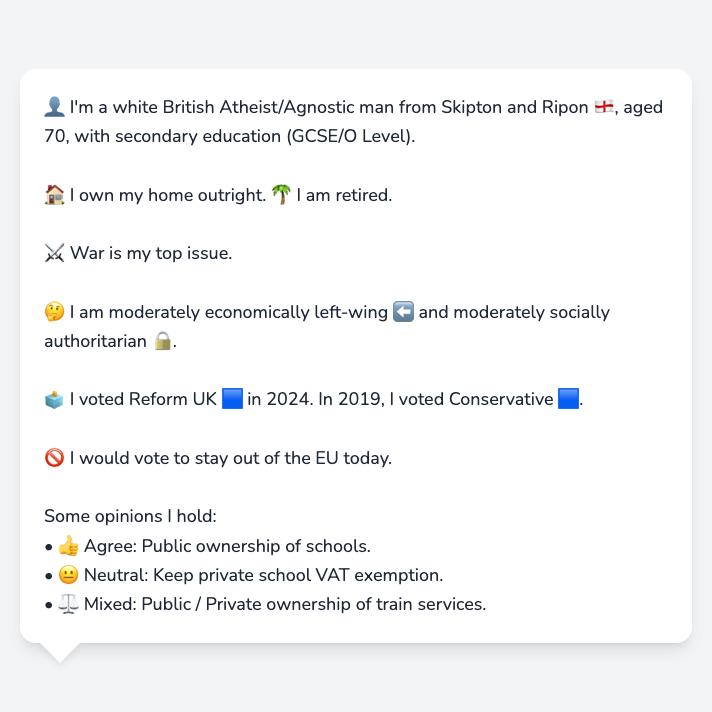 👤 I'm a white British Atheist/Agnostic man from Skipton and Ripon 🏴󠁧󠁢󠁥󠁮󠁧󠁿, aged
70, with secondary education (GCSE/O Level).
🏠 I own my home outright. 🌴 I am retired.
⚔️ War is my top issue.
🤔 I am moderately economically left-wing ⬅️ and moderately socially
authoritarian 🔒.
🗳️ I voted Reform UK 🟦 in 2024. In 2019, I voted Conservative 🟦.
🚫 I would vote to stay out of the EU today.
Some opinions I hold:
• 👍 Agree: Public ownership of schools.
• 😐 Neutral: Keep private school VAT exemption.
• ⚖️ Mixed: Public / Private ownership of train services.